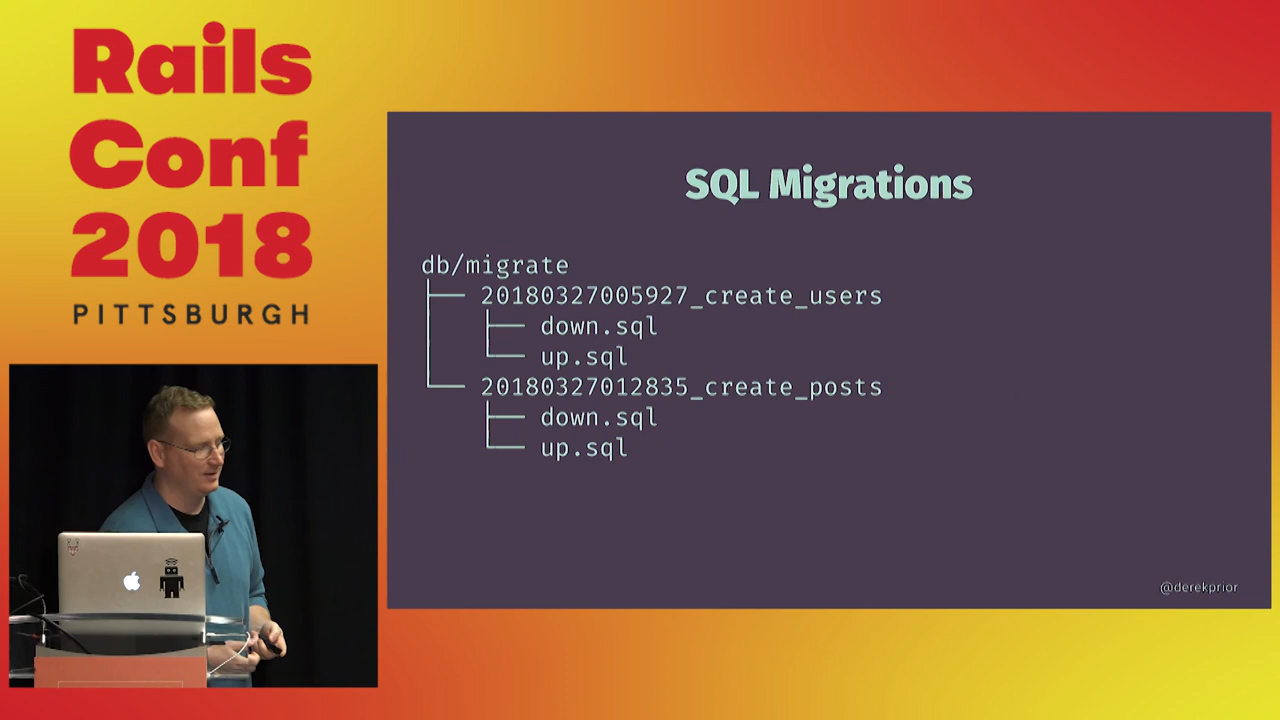 Rails
Conf
2018
PITTSBURGH
SQL Migrations
db/migrate
├── 20180327005927_create_users
│   ├── down.sql
│   └── up.sql
└── 20180327012835_create_posts
    ├── down.sql
    └── up.sql
@derekprior